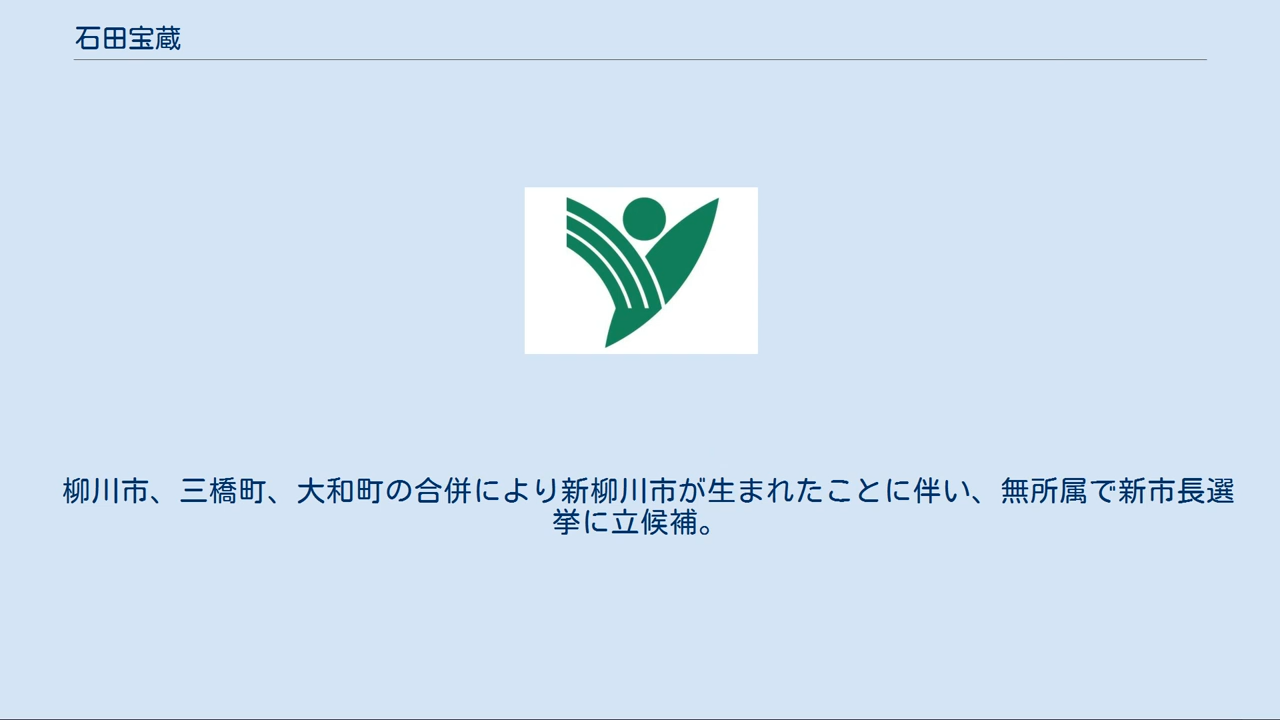 石田宝蔵
柳川市、三橋町、大和町の合併により新柳川市が生まれたことに伴い、無所属で新市長選
挙に立候補。